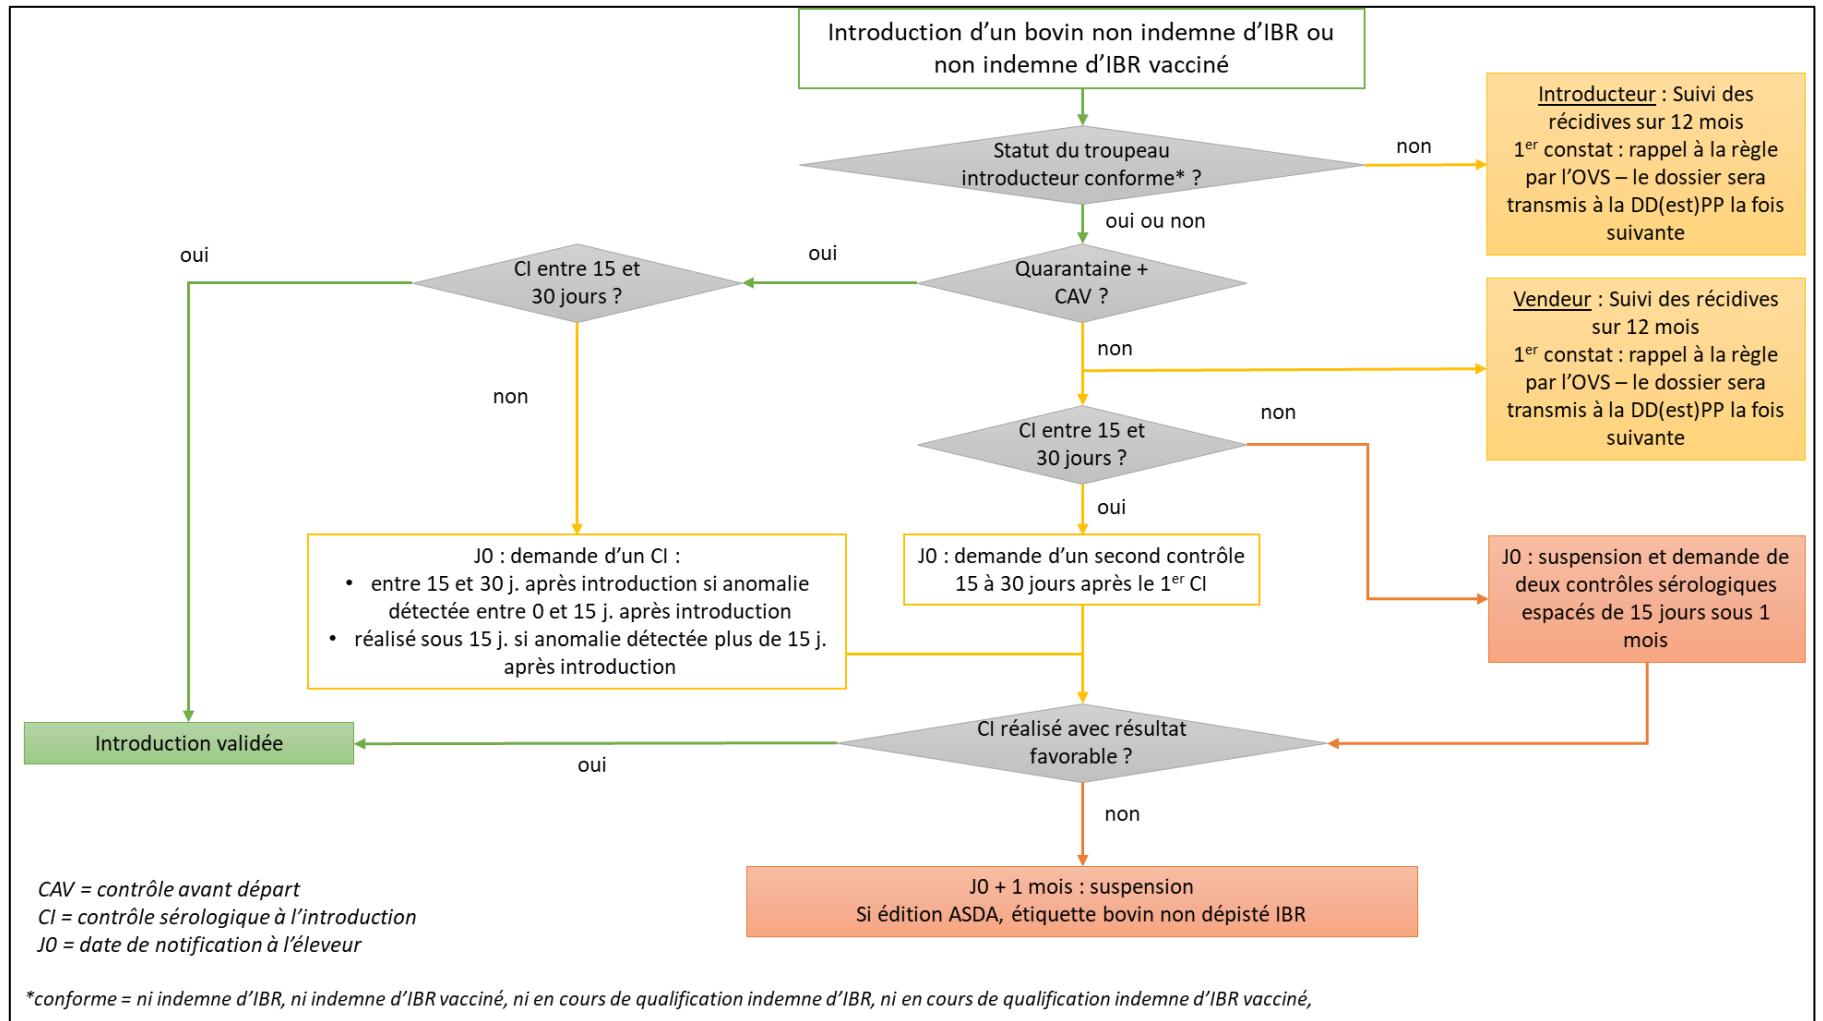 Introduction d'un bovin non indemne d'IBR ou
non indemne d'IBR vacciné
Introducteur : Suivi des
récidives sur 12 mois
1er constat : rappel à la règle
par l'OVS – le dossier sera
transmis à la DD(est)PP la fois
suivante
Statut du troupeau
introducteur conforme* ?
non
oui ou non
oui
CI entre 15 et
30 jours ?
oui
Quarantaine +
CAV ?
Vendeur : Suivi des récidives
sur 12 mois
1er constat : rappel à la règle
par l'OVS – le dossier sera
transmis à la DD(est)PP la fois
suivante
non
non
CI entre 15 et
30 jours ?
non
oui
J0 : demande d'un CI :
• entre 15 et 30 j. après introduction si anomalie
détectée entre 0 et 15 j. après introduction
• réalisé sous 15 j. si anomalie détectée plus de 15 j.
après introduction
J0 : demande d'un second contrôle
15 à 30 jours après le 1er CI
J0 : suspension et demande de
deux contrôles sérologiques
espacés de 15 jours sous 1
mois
Introduction validée
oui
CI réalisé avec résultat
favorable ?
non
J0 + 1 mois : suspension
Si édition ASDA, étiquette bovin non dépisté IBR
CAV = contrôle avant départ
CI = contrôle sérologique à l'introduction
J0 = date de notification à l'éleveur
*conforme = ni indemne d'IBR, ni indemne d'IBR vacciné, ni en cours de qualification indemne d'IBR, ni en cours de qualification indemne d'IBR vacciné,